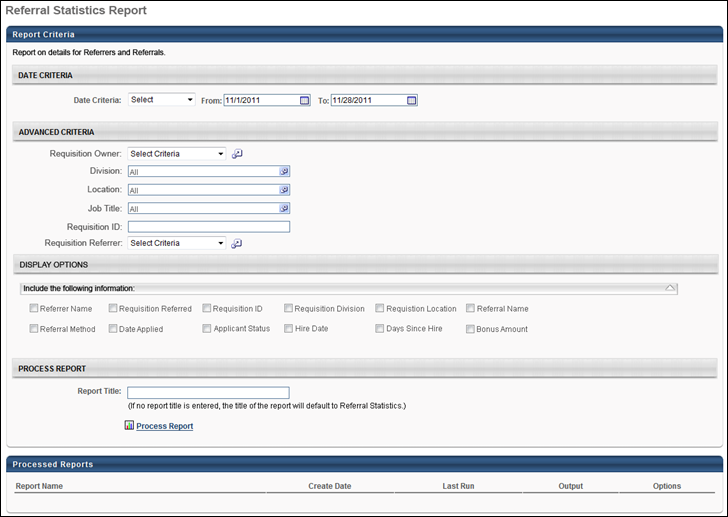 Referral Statistics Report
Report Criteria
Report on details for Referrers and Referrals.
DATE CRITERIA
Date Criteria: Select From: 11/1/2011 To: 11/28/2011
ADVANCED CRITERIA
Requisition Owner: Select Criteria
Division: All
Location: All
Job Title: All
Requisition ID:
Requisition Referrer: Select Criteria
DISPLAY OPTIONS
Include the following information:
Referrer Name Requisition Referred Requisition ID Requisition Division Requistion Location Referral Name
Referral Method Date Applied Applicant Status Hire Date Days Since Hire Bonus Amount
PROCESS REPORT
Report Title:
(If no report title is entered, the title of the report will default to Referral Statistics.)
Process Report
Processed Reports
Report Name Create Date Last Run Output Options